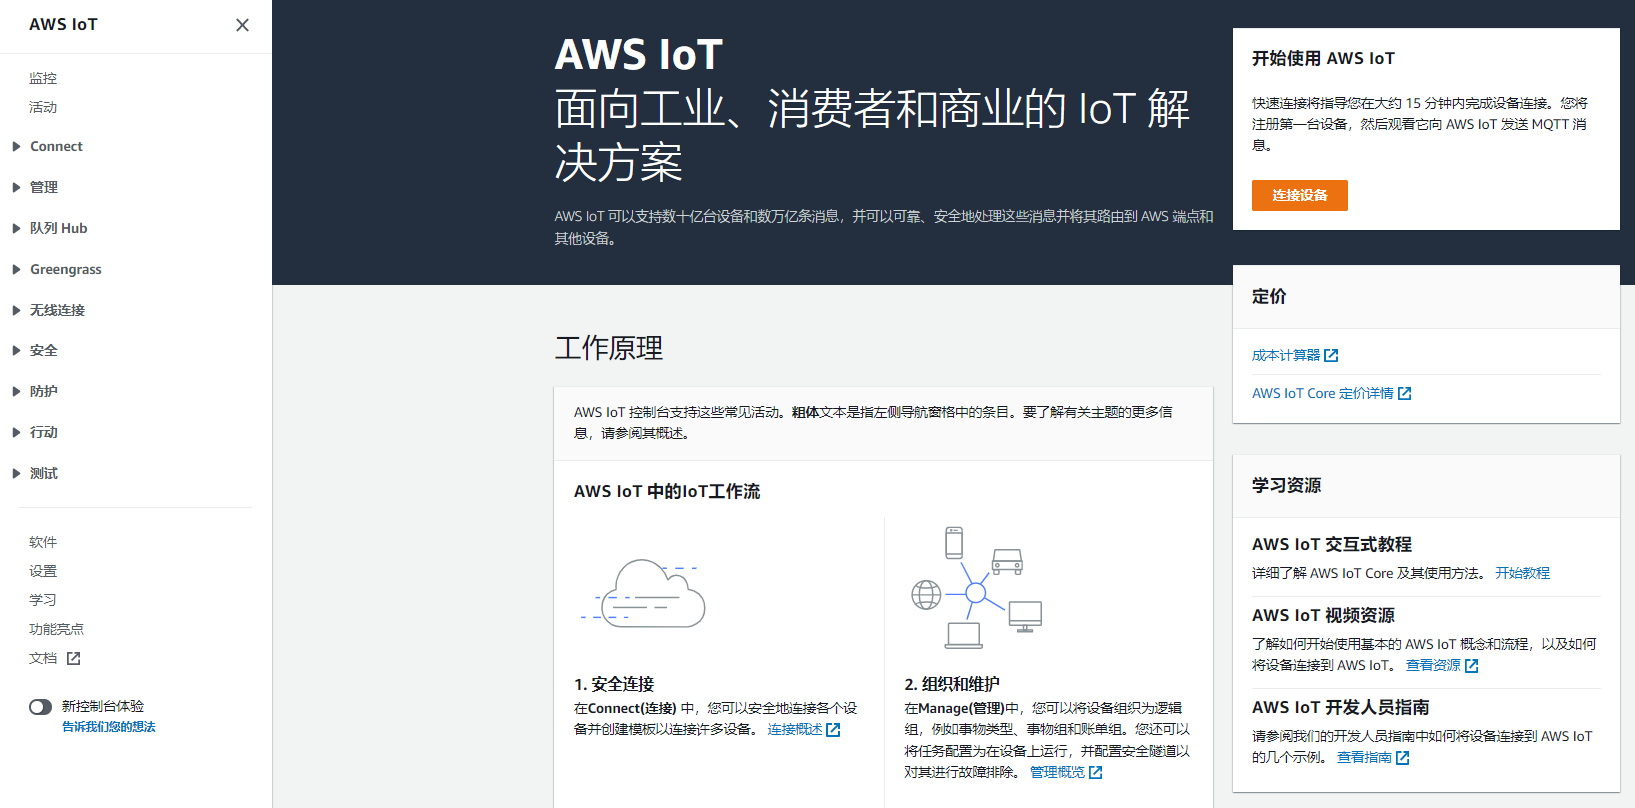 AWS IoT
监控
活动
Connect
管理
队列 Hub
Greengrass
无线连接
安全
防护
行动
测试
软件
设置
学习
功能亮点
文档
新控制台体验
告诉我们您的想法
AWS IoT
面向工业、消费者和商业的 IoT 解
决方案
AWS IoT 可以支持数十亿台设备和数万亿条消息，并可以可靠、安全地处理这些消息并将其路由到 AWS 端点和
其他设备。
工作原理
AWS IoT 控制台支持这些常见活动。粗体文本是指左侧导航窗格中的条目。要了解有关主题的更多信
息，请参阅其概述。
AWS IoT 中的IoT工作流
1. 安全连接
在Connect(连接) 中，您可以安全地连接各个设
备并创建模板以连接许多设备。 连接概述
2. 组织和维护
在Manage(管理)中，您可以将设备组织为逻辑
组，例如事物类型、事物组和账单组。您还可以
将任务配置为在设备上运行，并配置安全隧道以
对其进行故障排除。 管理概览
开始使用 AWS IoT
快速连接将指导您在大约 15 分钟内完成设备连接。您将
注册第一台设备，然后观看它向 AWS IoT 发送 MQTT 消
息。
连接设备
定价
成本计算器
AWS IoT Core 定价详情
学习资源
AWS IoT 交互式教程
详细了解 AWS IoT Core 及其使用方法。 开始教程
AWS IoT 视频资源
了解如何开始使用基本的 AWS IoT 概念和流程，以及如何
将设备连接到 AWS IoT。 查看资源
AWS IoT 开发人员指南
请参阅我们的开发人员指南中如何将设备连接到 AWS IoT
的几个示例。 查看指南